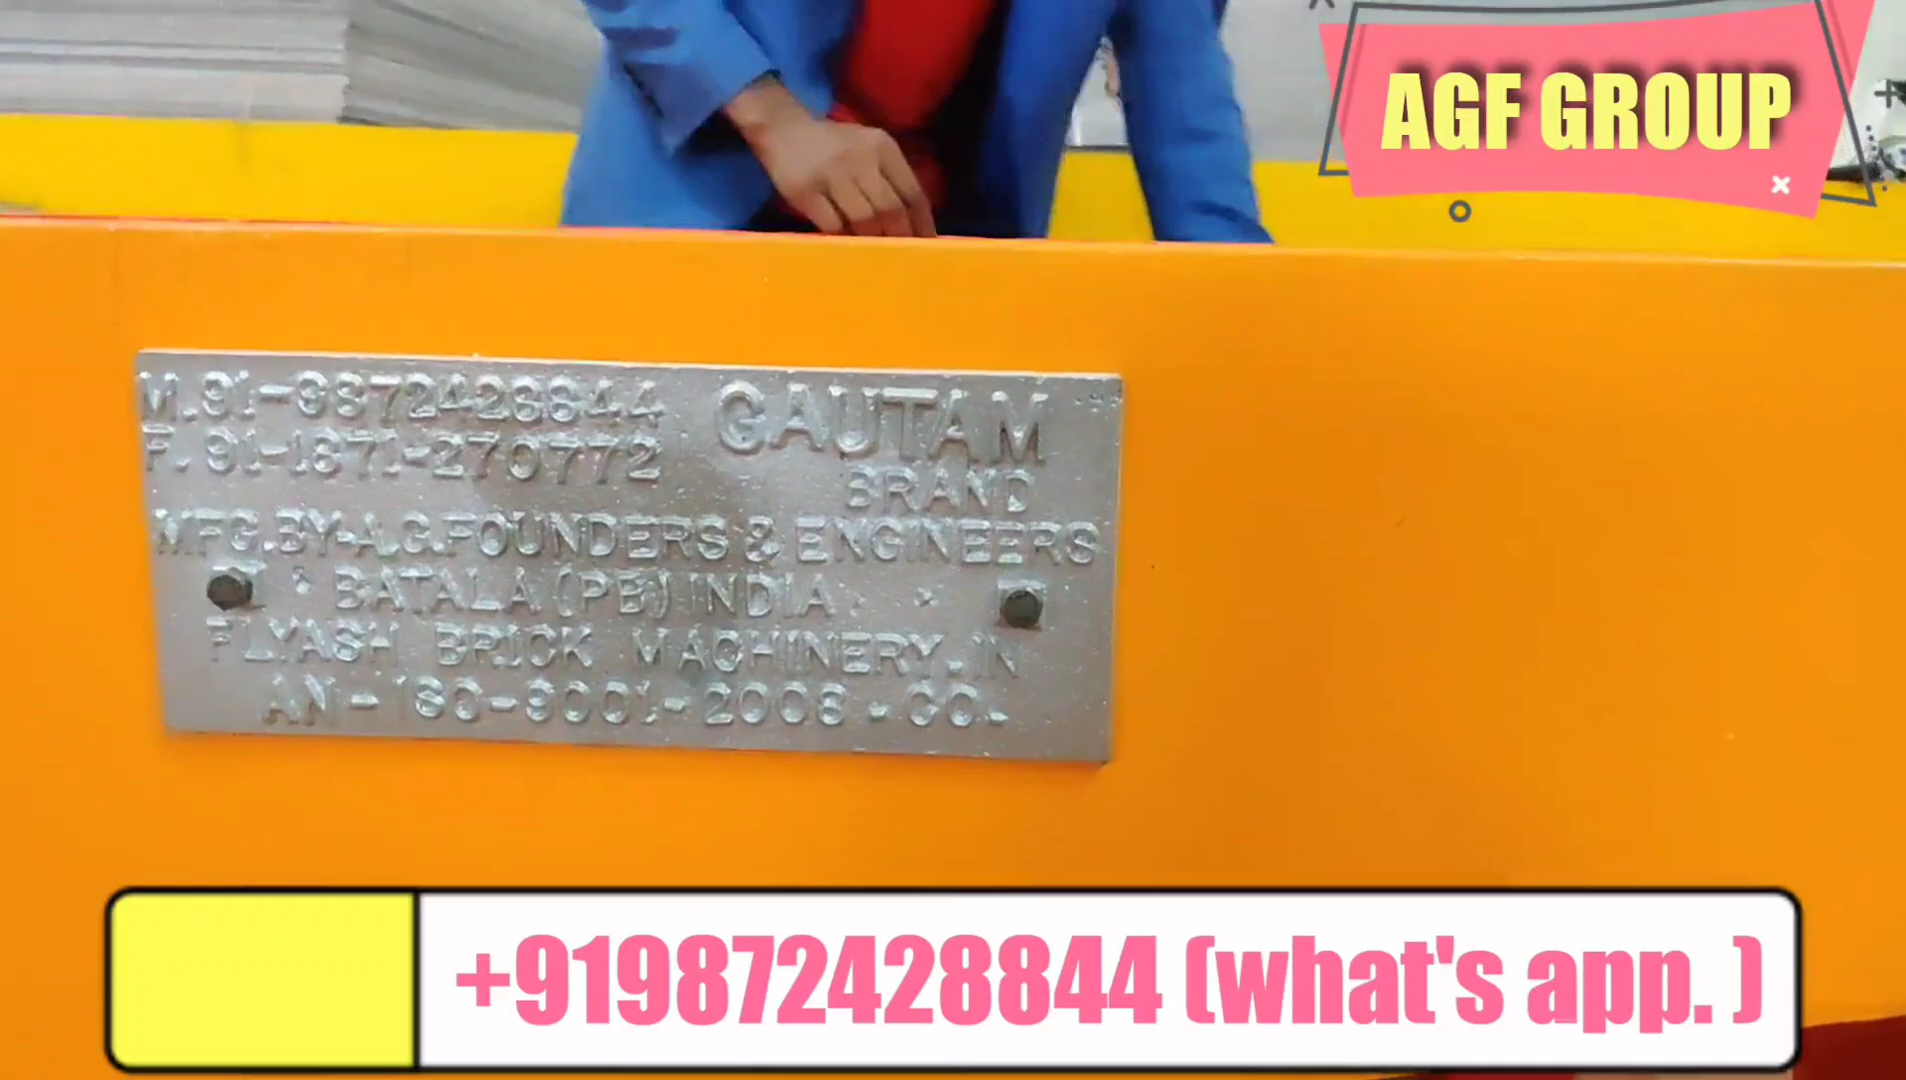 AGF GROUP
M.91-9872428844
F.91-1871-270772
GAUTAM
BRAND
MFG.BY-A.G.FOUNDERS & ENGINEERS
BATALA (PB) INDIA
FLYASH BRICK MACHINERY.IN
AN-ISO-9001-2008.CO.
+919872428844 (what's app. )